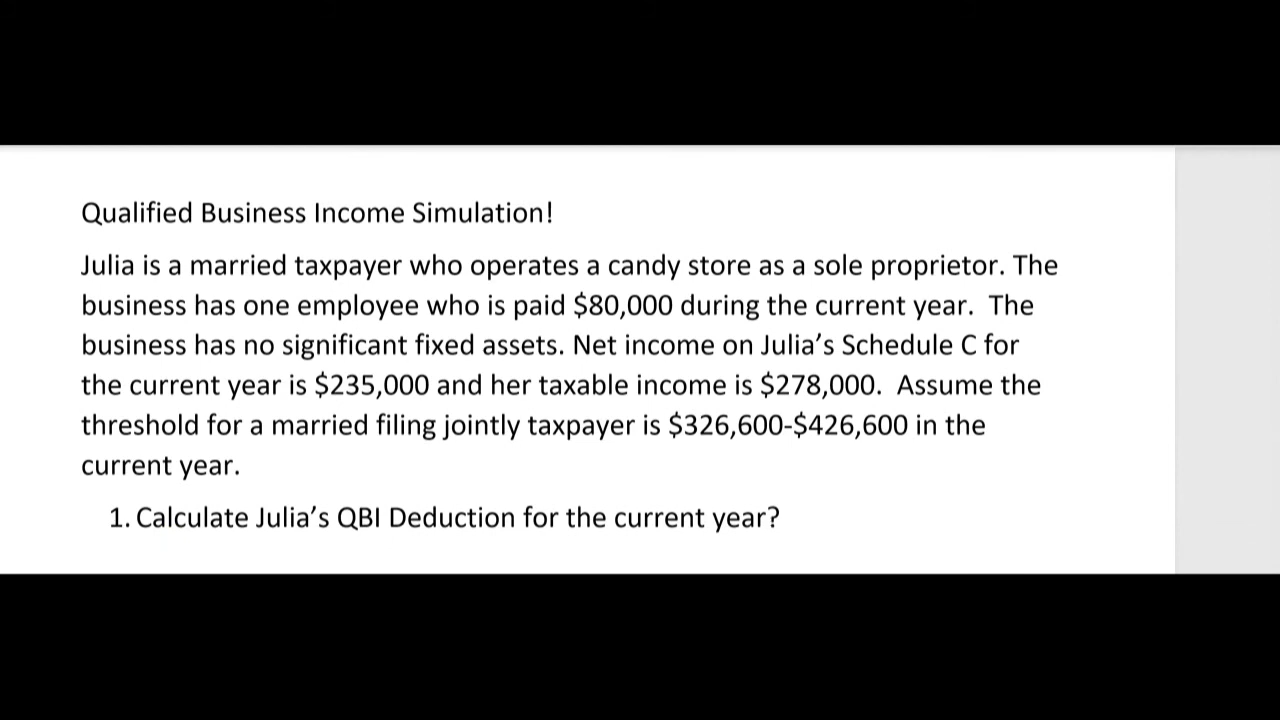 Qualified Business Income Simulation!
Julia is a married taxpayer who operates a candy store as a sole proprietor. The
business has one employee who is paid $80,000 during the current year.  The
business has no significant fixed assets. Net income on Julia’s Schedule C for
the current year is $235,000 and her taxable income is $278,000.  Assume the
threshold for a married filing jointly taxpayer is $326,600-$426,600 in the
current year.
1. Calculate Julia’s QBI Deduction for the current year?